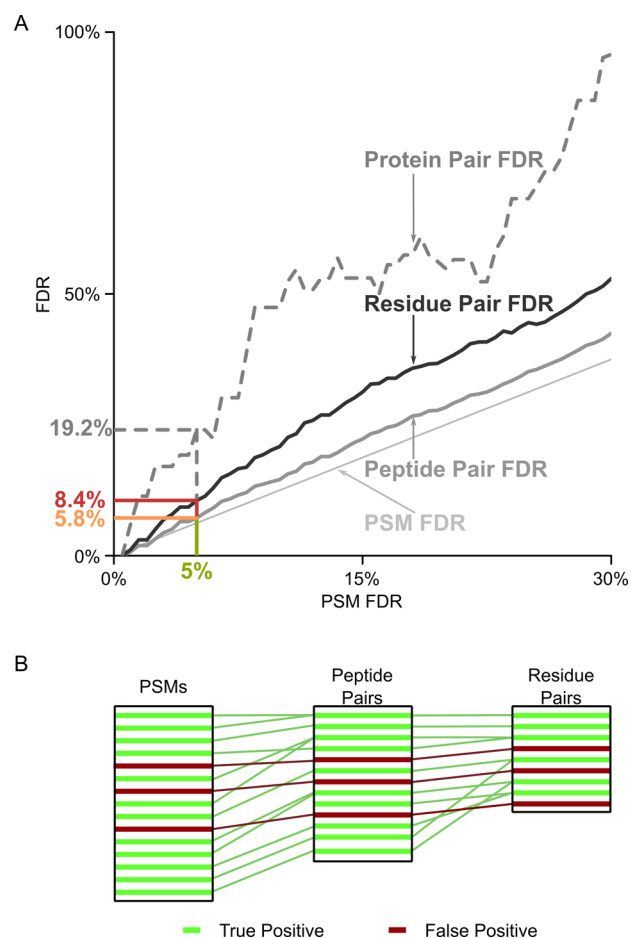 A
100%
Protein Pair FDR
FDR
50%
Residue Pair FDR
19.2%
Peptide Pair FDR
8.4%
5.8%
PSM FDR
0%
0%
5%
15%
30%
PSM FDR
B
PSMs
Peptide
Pairs
Residue
Pairs
True Positive
False Positive